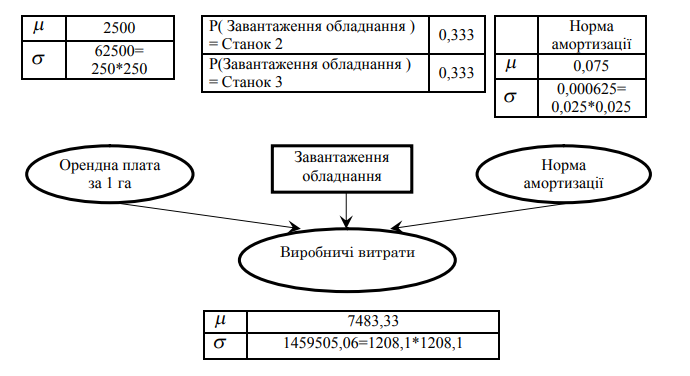 μ 2500
σ 62500=
250*250
P( Завантаження обладнання )
= Станок 2 0,333
P(Завантаження обладнання )
= Станок 3 0,333
Норма
амортизації
μ 0,075
σ 0,000625=
0,025*0,025
Орендна плата
за 1 га
Завантаження
обладнання
Норма
амортизації
Виробничі витрати
μ 7483,33
σ 1459505,06=1208,1*1208,1